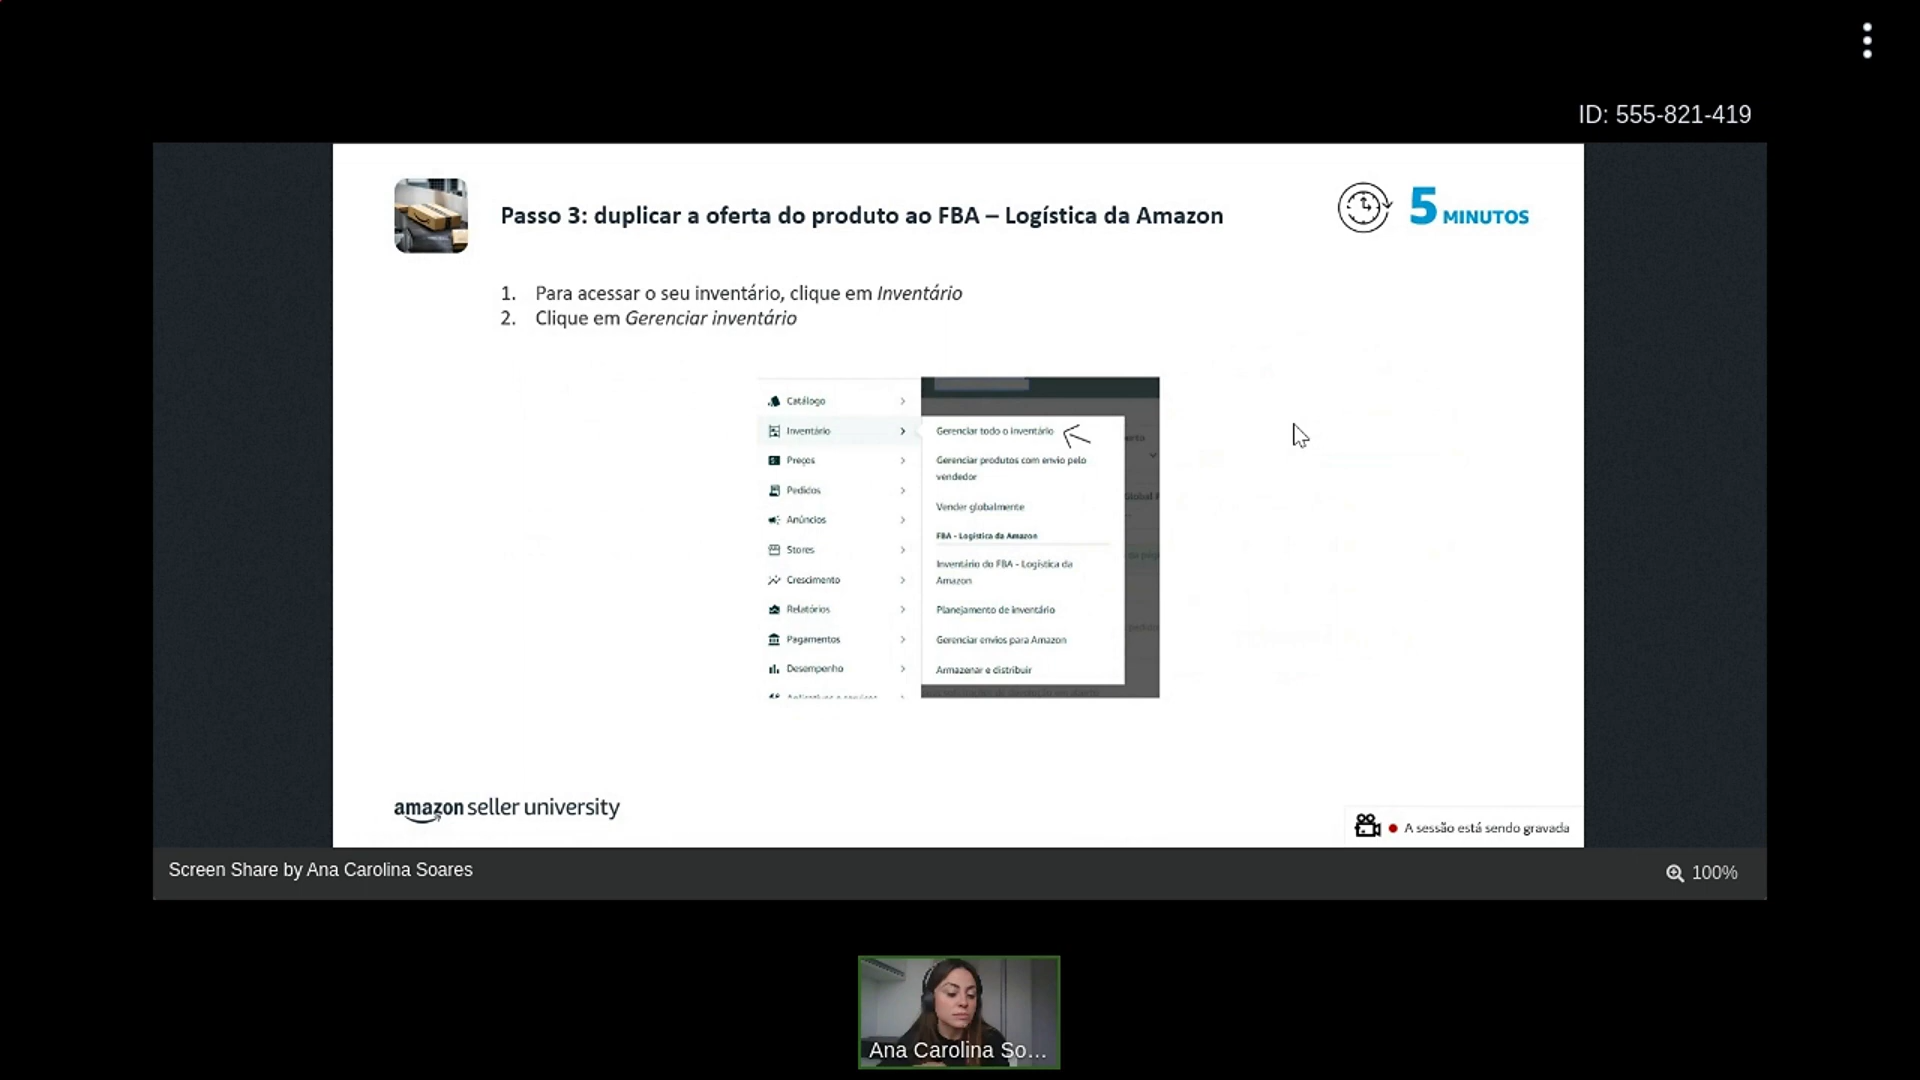 ID: 555-821-419
Passo 3: duplicar a oferta do produto ao FBA – Logística da Amazon
5 MINUTOS
1. Para acessar o seu inventário, clique em Inventário
2. Clique em Gerenciar inventário
Catálogo
Inventário
Preços
Pedidos
Anúncios
Stores
Crescimento
Relatórios
Pagamentos
Desempenho
Gerenciar todo o inventário
Gerenciar produtos com envio pelo
vendedor
Vender globalmente
FBA - Logística da Amazon
Inventário do FBA - Logística da
Amazon
Planejamento de inventário
Gerenciar envios para Amazon
Armazenar e distribuir
amazon seller university
A sessão está sendo gravada
Screen Share by Ana Carolina Soares
100%
Ana Carolina So...